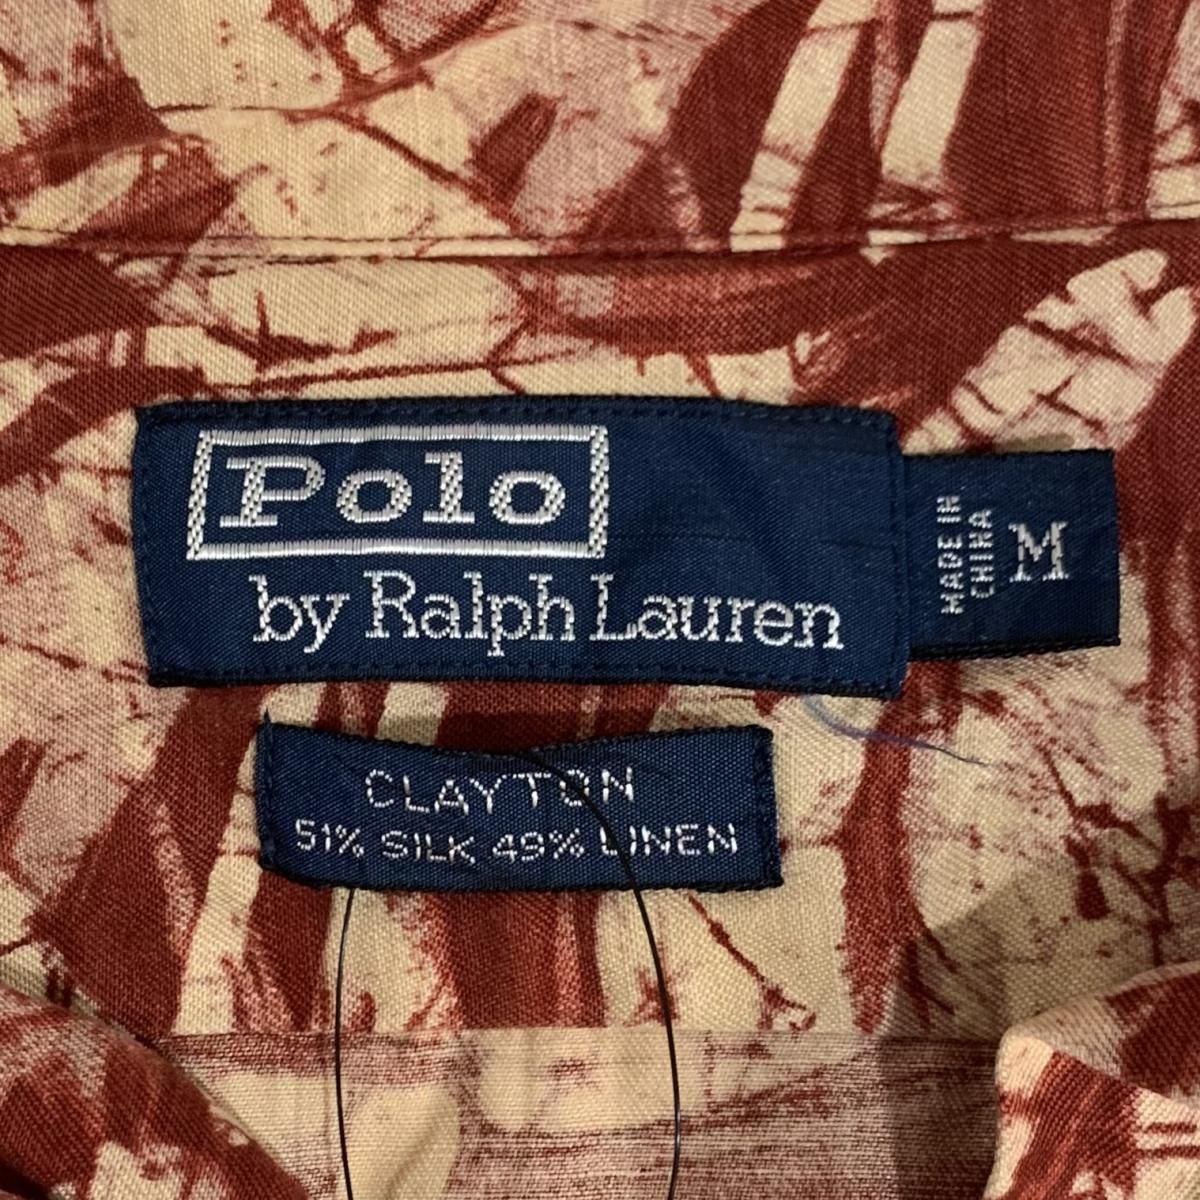 Polo
by Ralph Lauren
MADE IN
CHINA
M
CLAYTON
51% SILK 49% LINEN